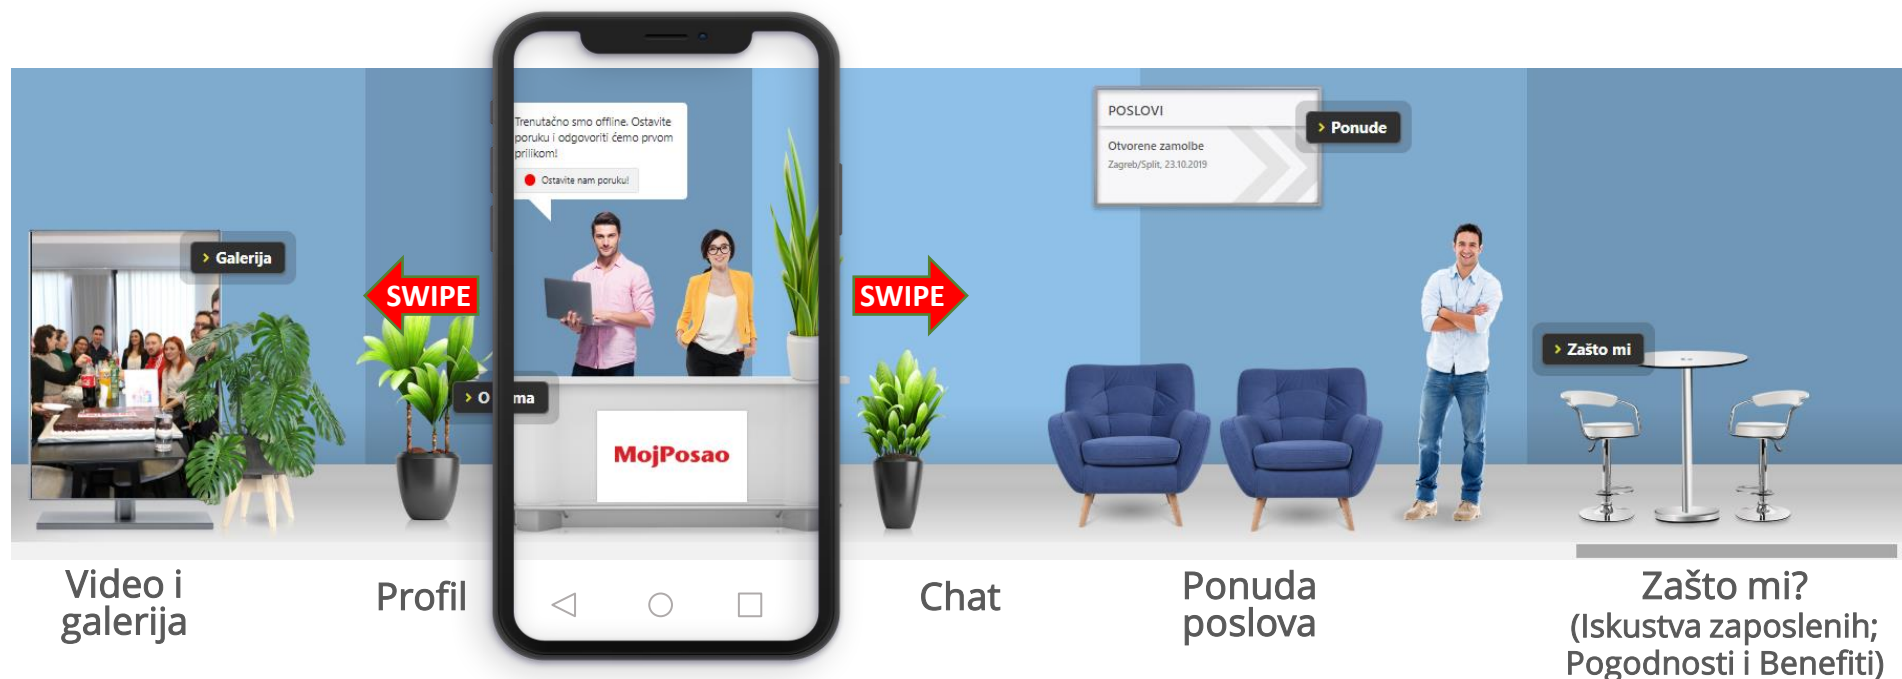 Trenutačno smo offline. Ostavite
poruku i odgovoriti ćemo prvom
prilikom!
Ostavite nam poruku!
POSLOVI
Otvorene zamolbe
Zagreb/Split, 23.10.2019
› Ponude
› Galerija
SWIPE
SWIPE
› Zašto mi
› O
ma
MojPosao
Video i
galerija
Profil
Chat
Ponuda
poslova
Zašto mi?
(Iskustva zaposlenih;
Pogodnosti i Benefiti)